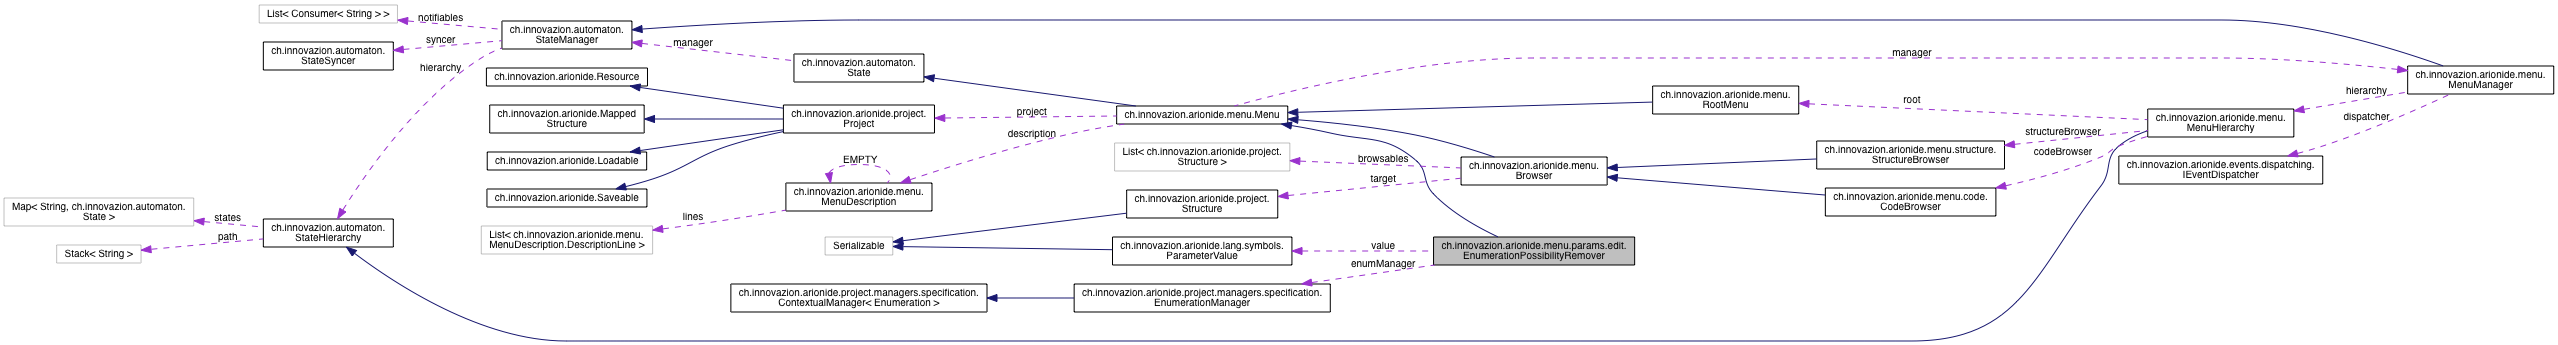 List< Consumer< String > >
notifiables
ch.innovazion.automaton.
StateManager
syncer
ch.innovazion.automaton.
StateSyncer
hierarchy
manager
ch.innovazion.automaton.
State
manager
ch.innovazion.arionide.menu.
MenuManager
ch.innovazion.arionide.Resource
ch.innovazion.arionide.Mapped
Structure
ch.innovazion.arionide.project.
Project
project
ch.innovazion.arionide.menu.Menu
description
ch.innovazion.arionide.menu.
RootMenu
root
hierarchy
dispatcher
ch.innovazion.arionide.menu.
MenuHierarchy
structureBrowser
codeBrowser
ch.innovazion.arionide.Loadable
EMPTY
List< ch.innovazion.arionide.project.
Structure >
browsables
target
ch.innovazion.arionide.menu.
Browser
ch.innovazion.arionide.menu.structure.
StructureBrowser
ch.innovazion.arionide.events.dispatching.
IEventDispatcher
ch.innovazion.arionide.Saveable
ch.innovazion.arionide.menu.
MenuDescription
ch.innovazion.arionide.project.
Structure
ch.innovazion.arionide.menu.code.
CodeBrowser
Map< String, ch.innovazion.automaton.
State >
states
path
Stack< String >
ch.innovazion.automaton.
StateHierarchy
lines
List< ch.innovazion.arionide.menu.
MenuDescription.DescriptionLine >
Serializable
ch.innovazion.arionide.lang.symbols.
ParameterValue
value
enumManager
ch.innovazion.arionide.menu.params.edit.
EnumerationPossibilityRemover
ch.innovazion.arionide.project.managers.specification.
ContextualManager< Enumeration >
ch.innovazion.arionide.project.managers.specification.
EnumerationManager